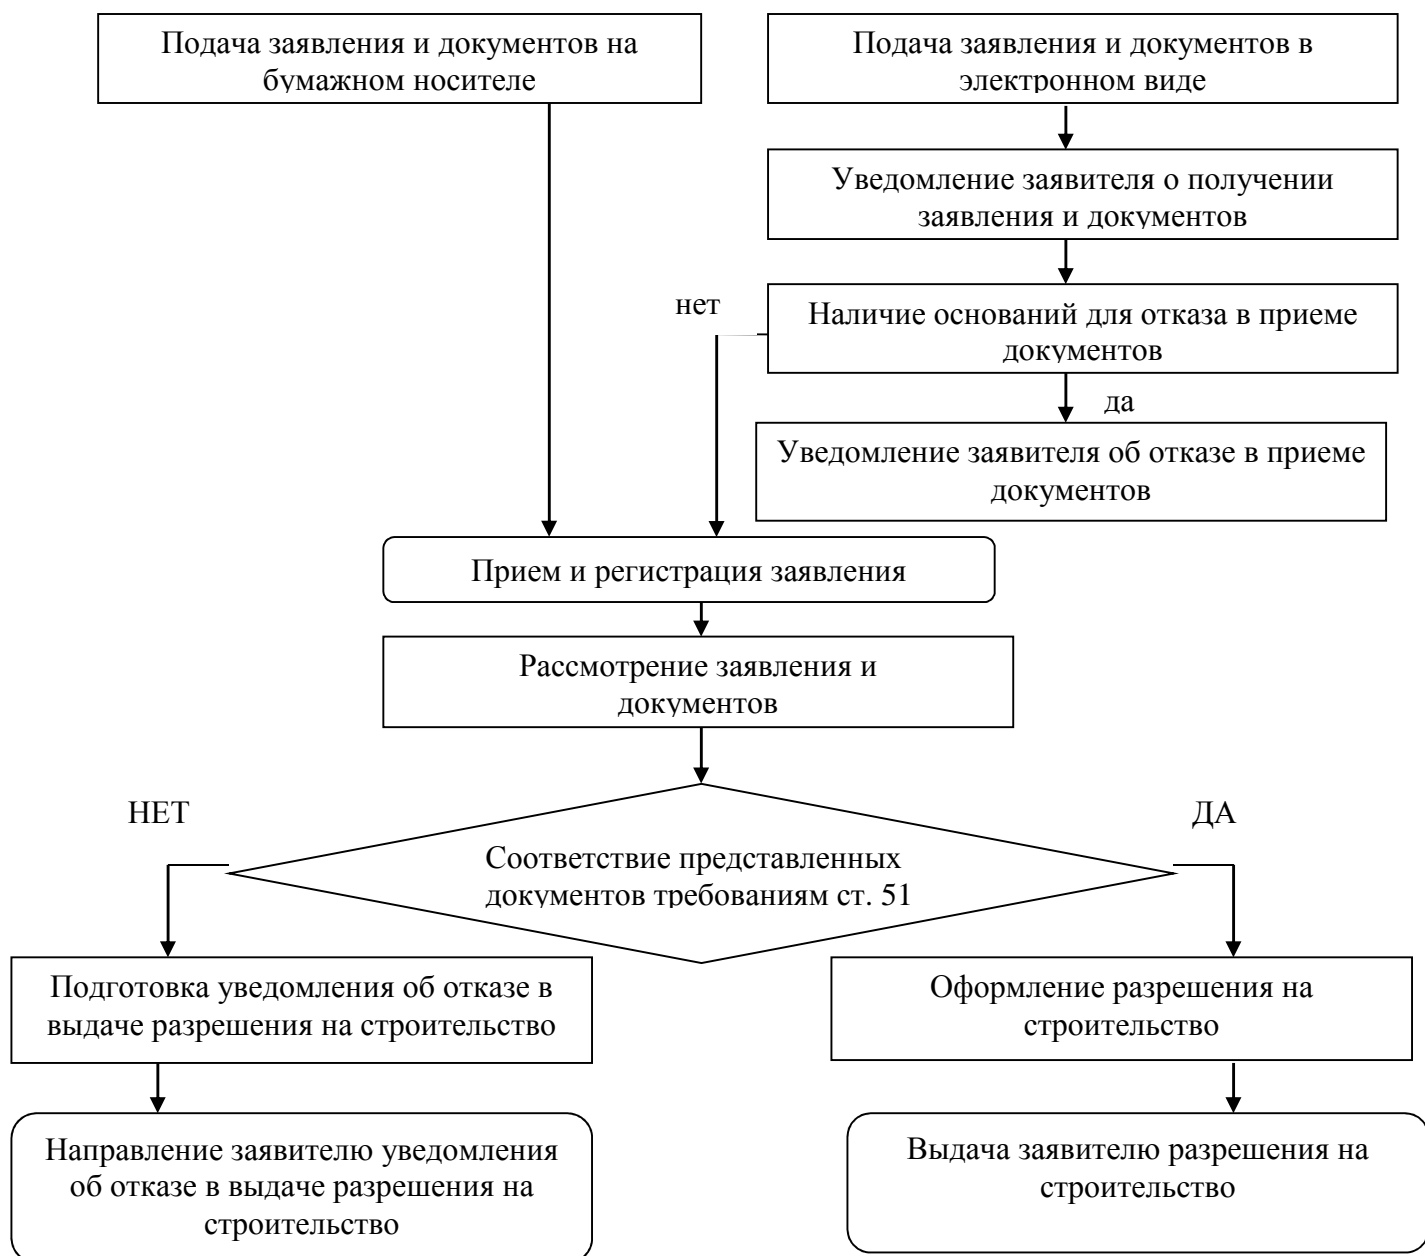 Подача заявления и документов на
бумажном носителе
Подача заявления и документов в
электронном виде
Уведомление заявителя о получении
заявления и документов
нет
Наличие оснований для отказа в приеме
документов
да
Уведомление заявителя об отказе в приеме
документов
Прием и регистрация заявления
Рассмотрение заявления и
документов
НЕТ
ДА
Соответствие представленных
документов требованиям ст. 51
Подготовка уведомления об отказе в
выдаче разрешения на строительство
Оформление разрешения на
строительство
Направление заявителю уведомления
об отказе в выдаче разрешения на
строительство
Выдача заявителю разрешения на
строительство